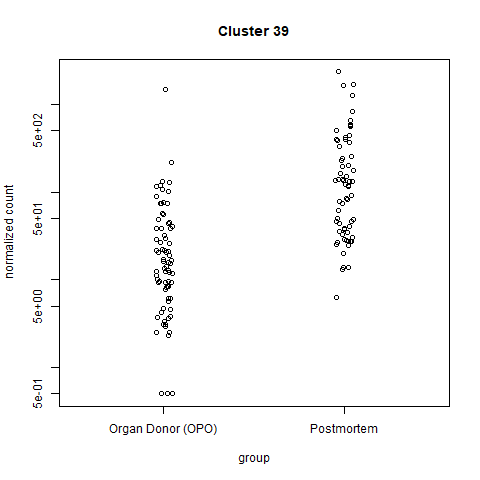 Cluster 39
normalized count
5e+02
5e+01
5e+00
5e-01
Organ Donor (OPO)
Postmortem
group